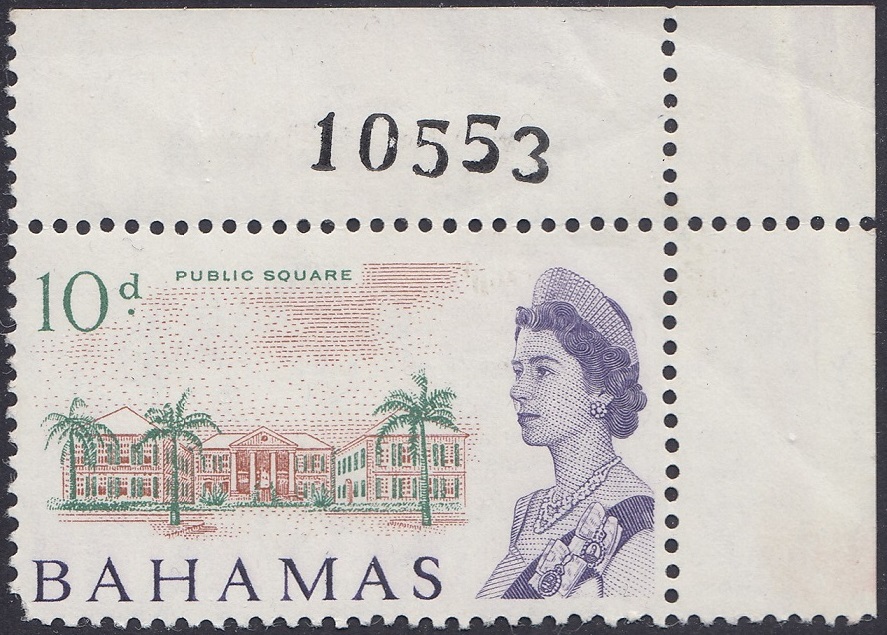 10553
10d.
PUBLIC SQUARE
BAHAMAS